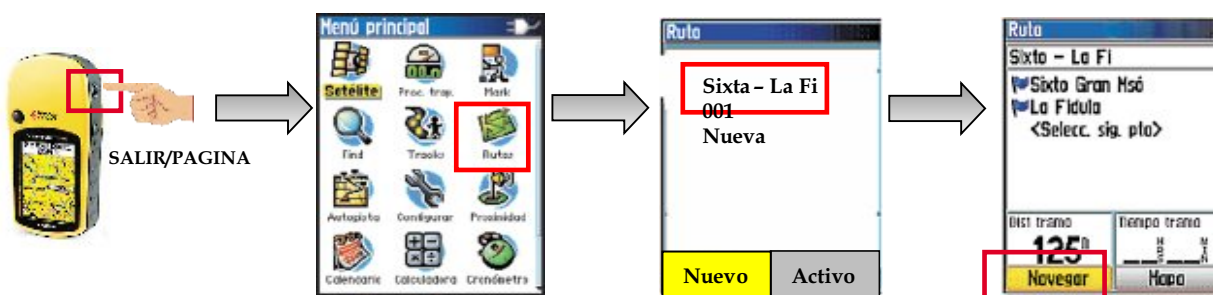 SALIR/PAGINA
Menú principal
Satélite
Proc. tray.
Mark
Find
Tracks
Rutas
Autopista
Configurar
Proximidad
Calendario
Calculadora
Cronómetro
Ruta
Sixta – La Fi
001
Nueva
Nuevo
Activo
Ruta
Sixto – La Fi
Sixto Gran Msó
La Fídula
<Selecc. sig. pto>
Dist tramo
Tiempo tramo
125
Navegar
Mapa